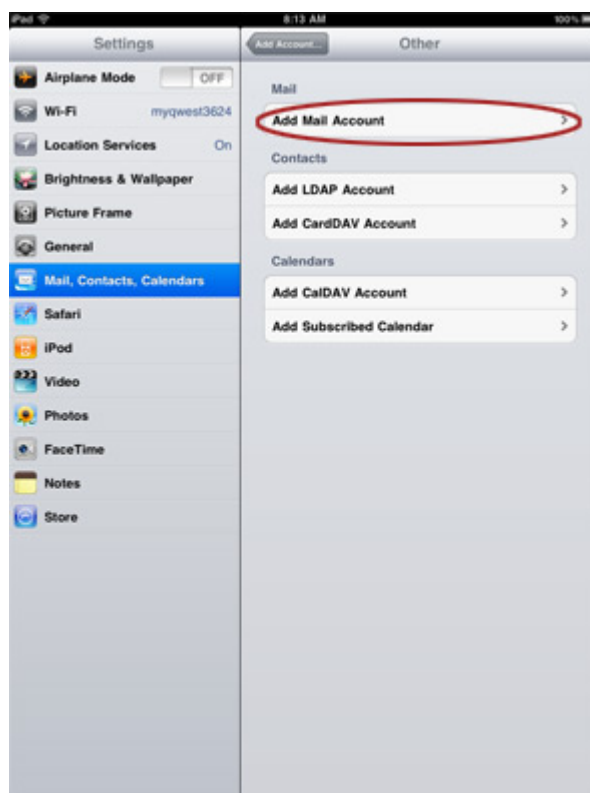 iPad 8:13 AM 100%
Settings
Airplane Mode OFF
Wi-Fi myqwest3624
Location Services On
Brightness & Wallpaper
Picture Frame
General
Mail, Contacts, Calendars
Safari
iPod
Video
Photos
FaceTime
Notes
Store
Add Account... Other
Mail
Add Mail Account
Contacts
Add LDAP Account
Add CardDAV Account
Calendars
Add CalDAV Account
Add Subscribed Calendar